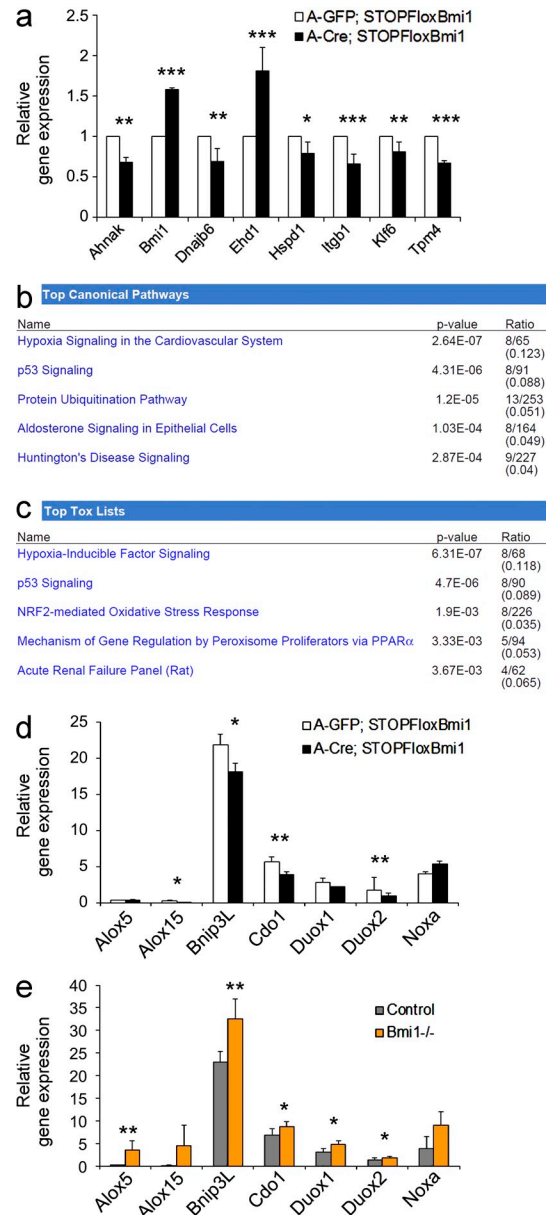 a
A-GFP; STOPFloxBmi1
A-Cre; STOPFloxBmi1
Relative
gene expression
2.5
2
1.5
1
0.5
0
** *** ** *** * *** ** ***
Ahnak Bmi1 Dnajb6 Ehd1 Hspd1 Itgb1 Klf6 Tpm4
b Top Canonical Pathways
Name p-value Ratio
Hypoxia Signaling in the Cardiovascular System 2.64E-07 8/65
(0.123)
p53 Signaling 4.31E-06 8/91
(0.088)
Protein Ubiquitination Pathway 1.2E-05 13/253
(0.051)
Aldosterone Signaling in Epithelial Cells 1.03E-04 8/164
(0.049)
Huntington's Disease Signaling 2.87E-04 9/227
(0.04)
c Top Tox Lists
Name p-value Ratio
Hypoxia-Inducible Factor Signaling 6.31E-07 8/68
(0.118)
p53 Signaling 4.7E-06 8/90
(0.089)
NRF2-mediated Oxidative Stress Response 1.9E-03 8/226
(0.035)
Mechanism of Gene Regulation by Peroxisome Proliferators via PPARα 3.33E-03 5/94
(0.053)
Acute Renal Failure Panel (Rat) 3.67E-03 4/62
(0.065)
d
A-GFP; STOPFloxBmi1
A-Cre; STOPFloxBmi1
Relative
gene expression
25
20
15
10
5
0
* * ** **
Alox5 Alox15 Bnip3L Cdo1 Duox1 Duox2 Noxa
e
Control
Bmi1-/-
Relative
gene expression
40
35
30
25
20
15
10
5
0
** ** * * *
Alox5 Alox15 Bnip3L Cdo1 Duox1 Duox2 Noxa